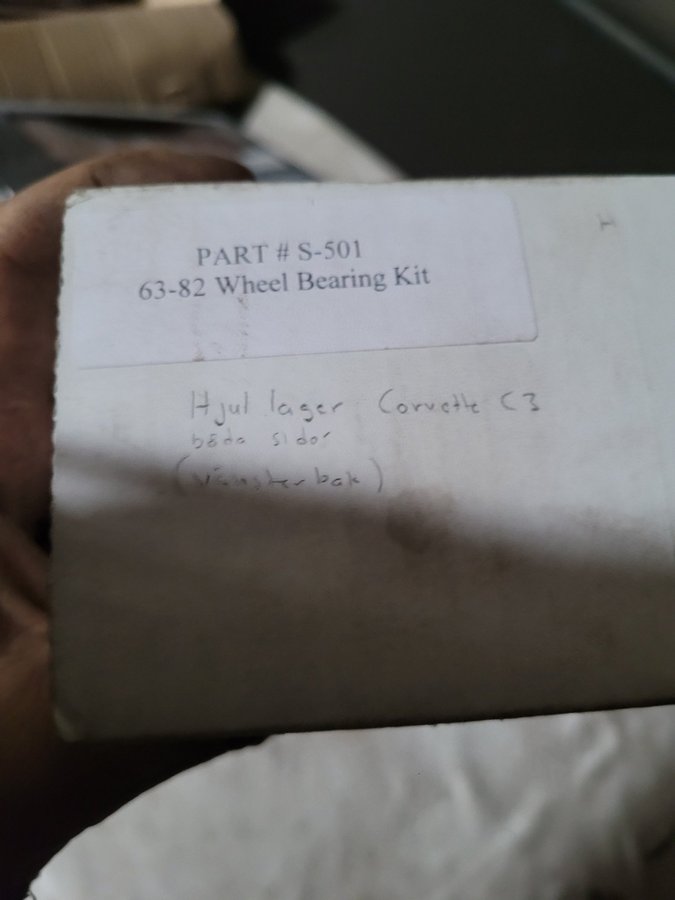 PART # S-501
63-82 Wheel Bearing Kit
H
Hjul lager Corvette C3
båda sidor
(vänster bak)